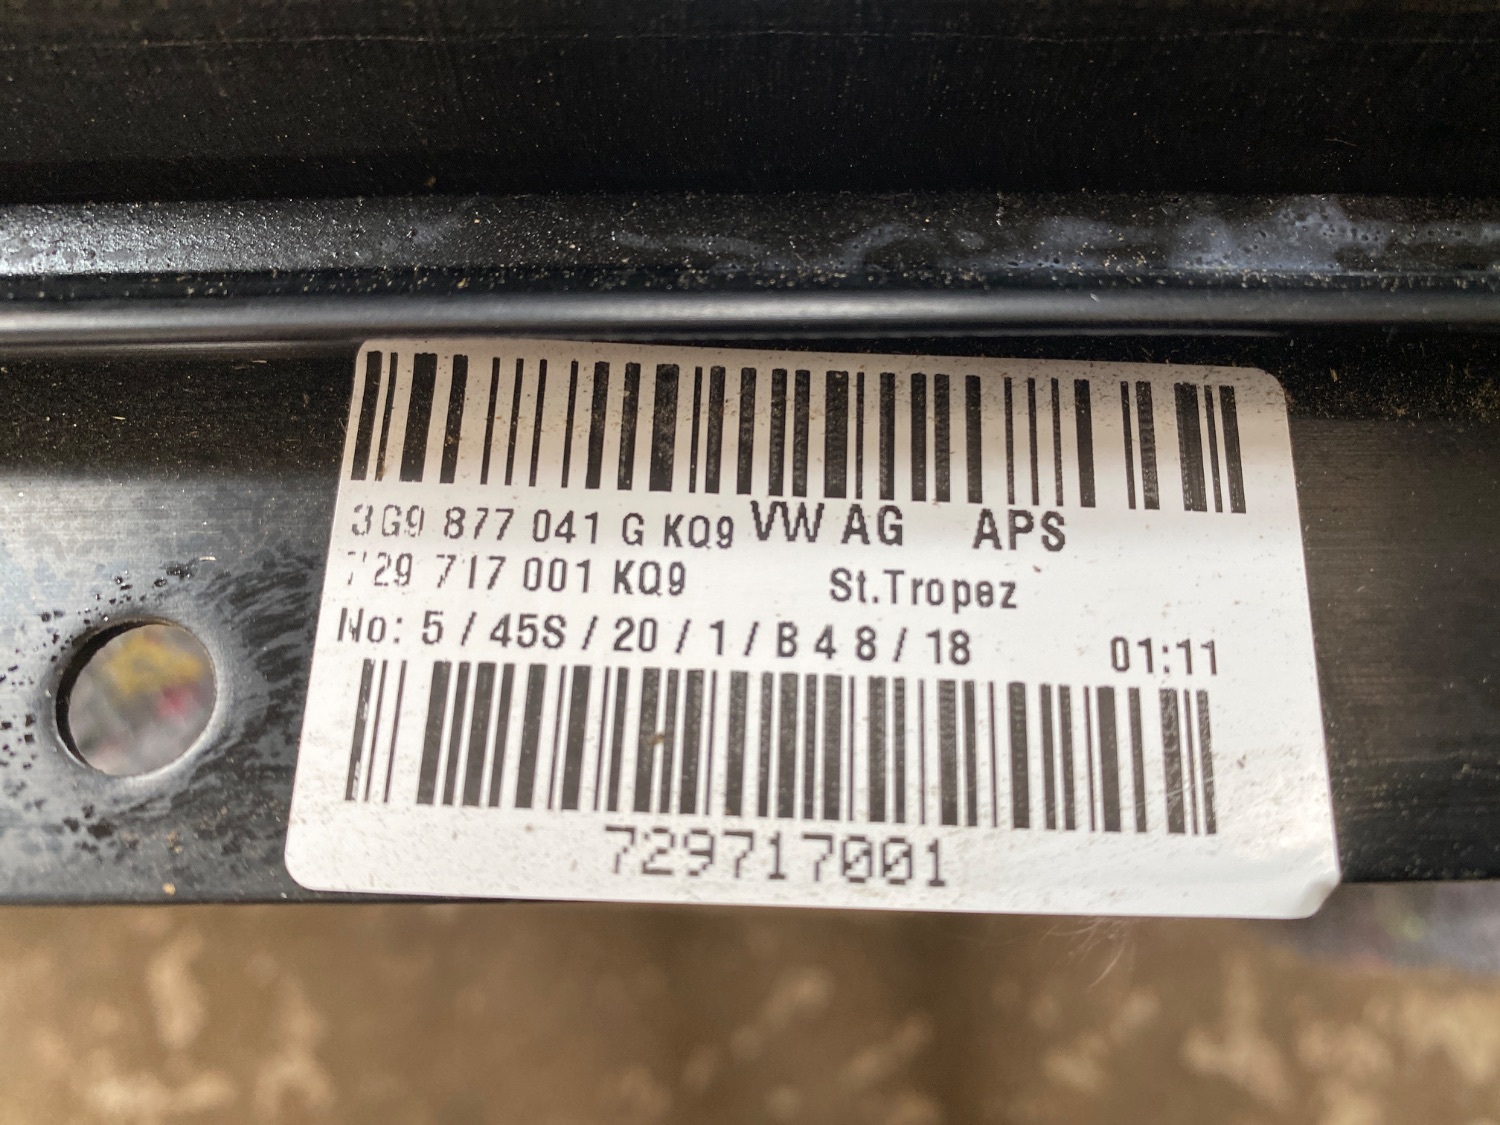 3G9 877 041 G KQ9 VW AG APS
729 717 001 KQ9 St.Tropez
No: 5 / 45S / 20 / 1 / B 4 8 / 18 01:11
729717001